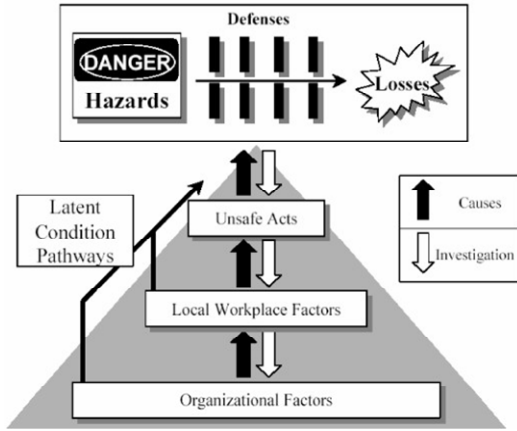 Defenses
DANGER
Hazards
Losses
Latent
Condition
Pathways
Unsafe Acts
Causes
Investigation
Local Workplace Factors
Organizational Factors